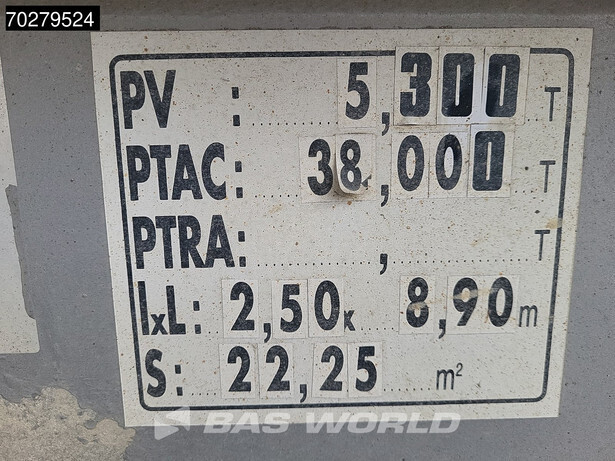 70279524
PV : 5,300 T
PTAC: 38,000 T
PTRA: , T
lxL: 2,50x 8,90m
S: 22,25 m²
BAS WORLD